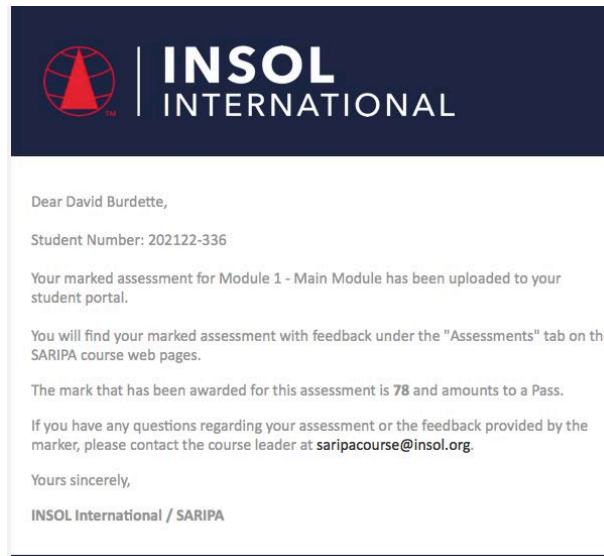 INSOL
INTERNATIONAL
TM
Dear David Burdette,
Student Number: 202122-336
Your marked assessment for Module 1 - Main Module has been uploaded to your
student portal.
You will find your marked assessment with feedback under the "Assessments" tab on th
SARIPA course web pages.
The mark that has been awarded for this assessment is 78 and amounts to a Pass.
If you have any questions regarding your assessment or the feedback provided by the
marker, please contact the course leader at saripacourse@insol.org.
Yours sincerely,
INSOL International / SARIPA